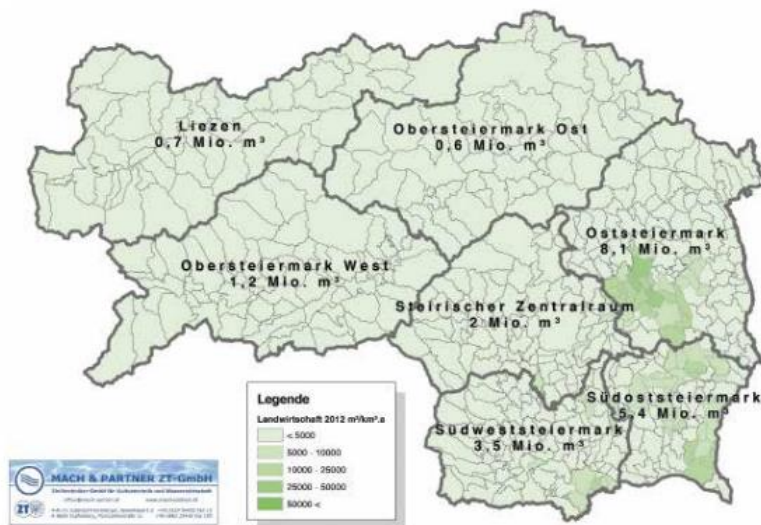 Liezen
0,7 Mio. m³
Obersteiermark Ost
0,6 Mio. m³
Oststeiermark
8,1 Mio. m³
Obersteiermark West
1,2 Mio. m³
Steirischer Zentralraum
2 Mio. m³
Südoststeiermark
5,4 Mio. m³
Südweststeiermark
3,5 Mio. m³
Legende
Landwirtschaft 2012 m³/km².a
< 5000
5000 - 10000
10000 - 25000
25000 - 50000
50000 <
MACH & PARTNER ZT-GmbH
ZT